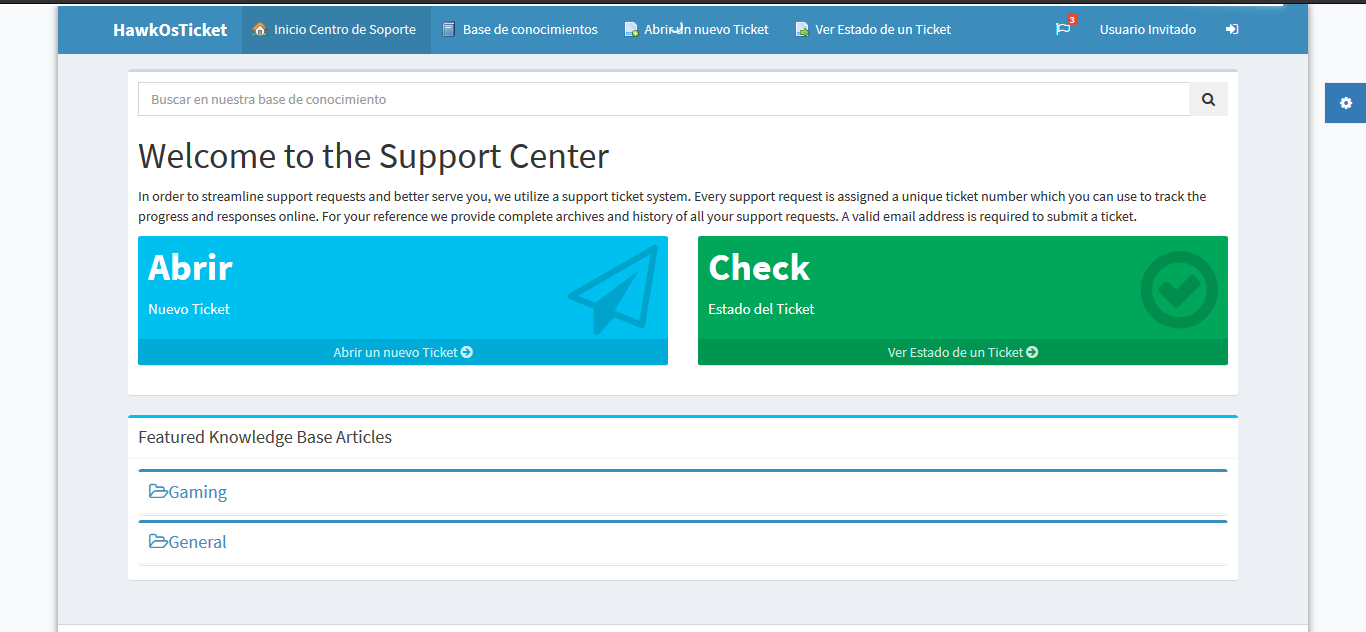 HawkOsTicket Inicio Centro de Soporte Base de conocimientos Abrir un nuevo Ticket Ver Estado de un Ticket 3 Usuario Invitado
Buscar en nuestra base de conocimiento
Welcome to the Support Center
In order to streamline support requests and better serve you, we utilize a support ticket system. Every support request is assigned a unique ticket number which you can use to track the
progress and responses online. For your reference we provide complete archives and history of all your support requests. A valid email address is required to submit a ticket.
Abrir
Nuevo Ticket
Abrir un nuevo Ticket
Check
Estado del Ticket
Ver Estado de un Ticket
Featured Knowledge Base Articles
Gaming
General